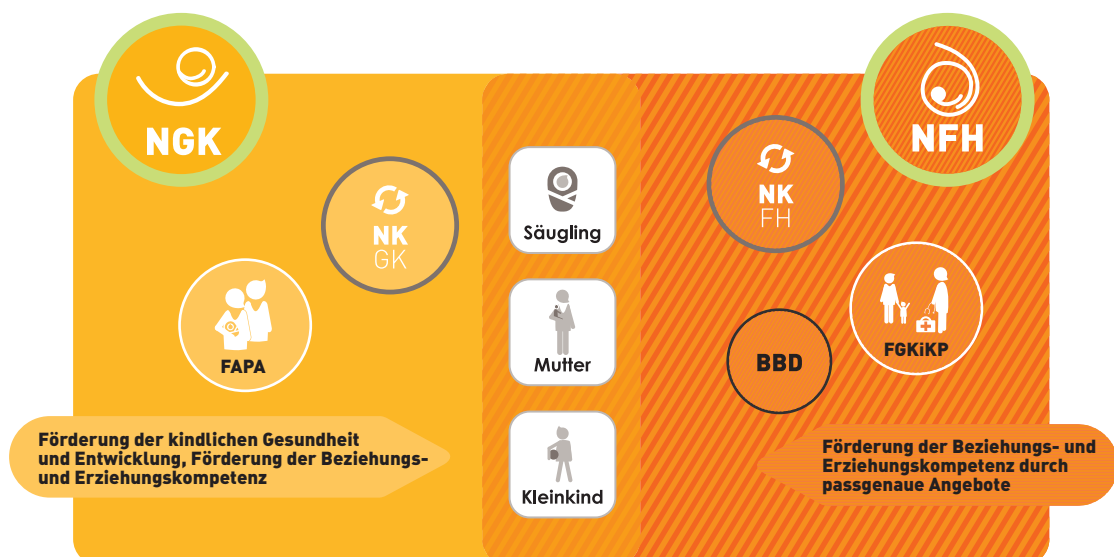 NGK
NFH
NK
GK
NK
FH
Säugling
FAPA
Mutter
BBD
FGKiKP
Förderung der kindlichen Gesundheit
und Entwicklung, Förderung der Beziehungs-
und Erziehungskompetenz
Kleinkind
Förderung der Beziehungs- und
Erziehungskompetenz durch
passgenaue Angebote